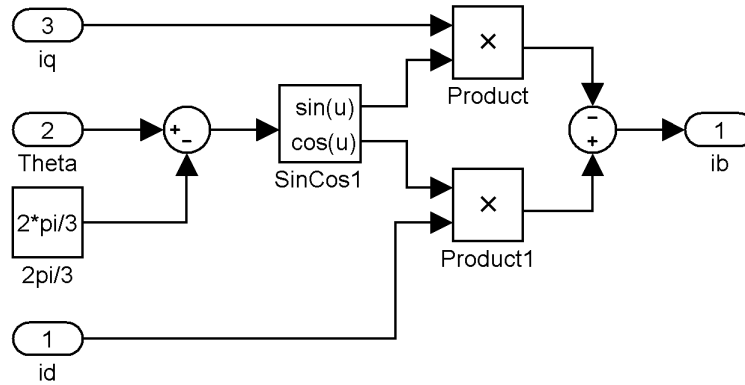 3
iq
×
Product
2
Theta
+
−
sin(u)
cos(u)
SinCos1
−
+
1
ib
2*pi/3
2pi/3
×
Product1
1
id